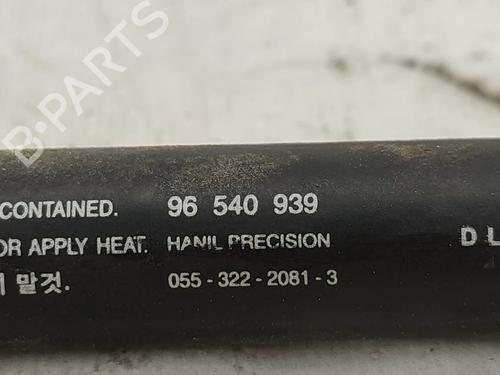 CONTAINED. 96 540 939
OR APPLY HEAT. HANIL PRECISION D L
말것. 055-322-2081-3
B-PARTS